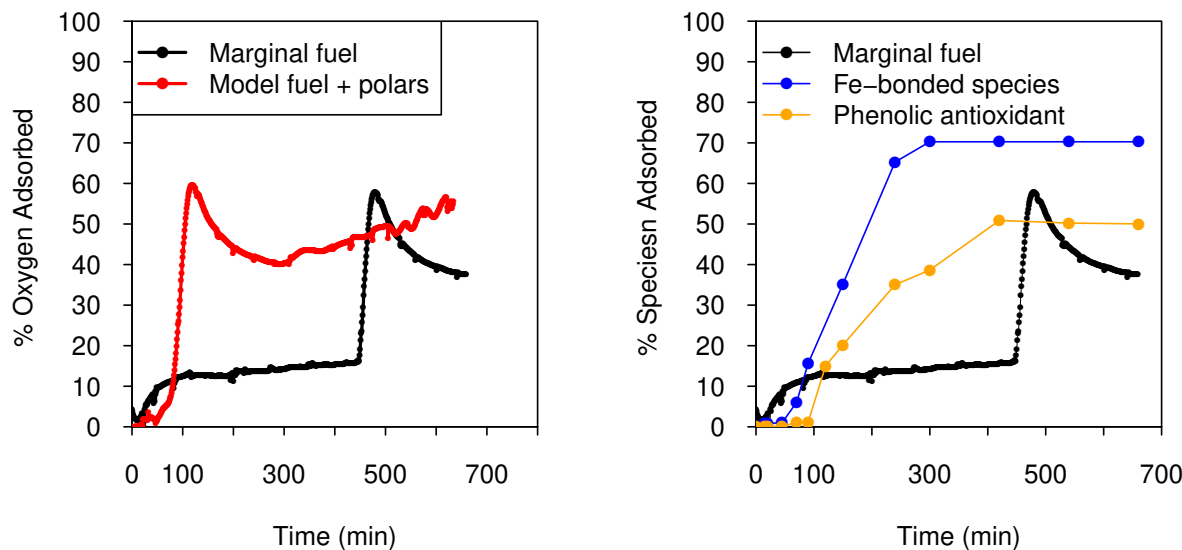 % Oxygen Adsorbed
100
90
80
70
60
50
40
30
20
10
0
Marginal fuel
Model fuel + polars
0 100 300 500 700
Time (min)
% Speciesn Adsorbed
100
90
80
70
60
50
40
30
20
10
0
Marginal fuel
Fe−bonded species
Phenolic antioxidant
0 100 300 500 700
Time (min)